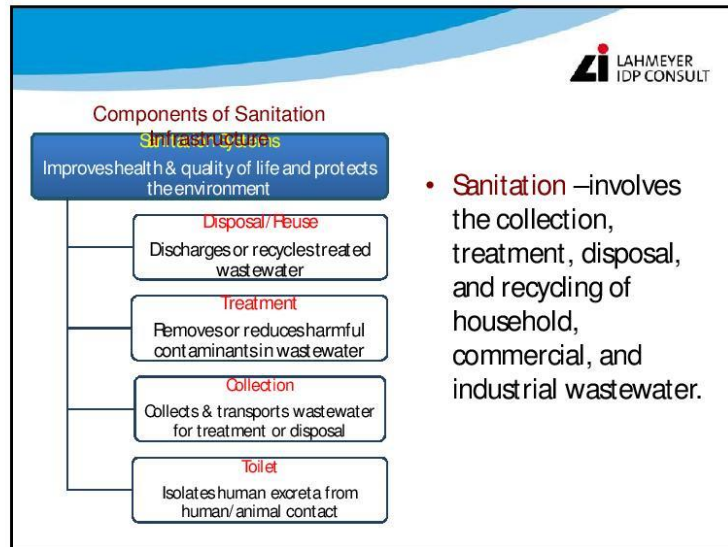 LAHMEYER
IDP CONSULT
Components of Sanitation
Infrastructure
Sanitation Systems
Improves health & quality of life and protects
the environment
Disposal/Reuse
Discharges or recycles treated
wastewater
Treatment
Removes or reduces harmful
contaminants in wastewater
Collection
Collects & transports wastewater
for treatment or disposal
Toilet
Isolates human excreta from
human/animal contact
• Sanitation –involves
the collection,
treatment, disposal,
and recycling of
household,
commercial, and
industrial wastewater.